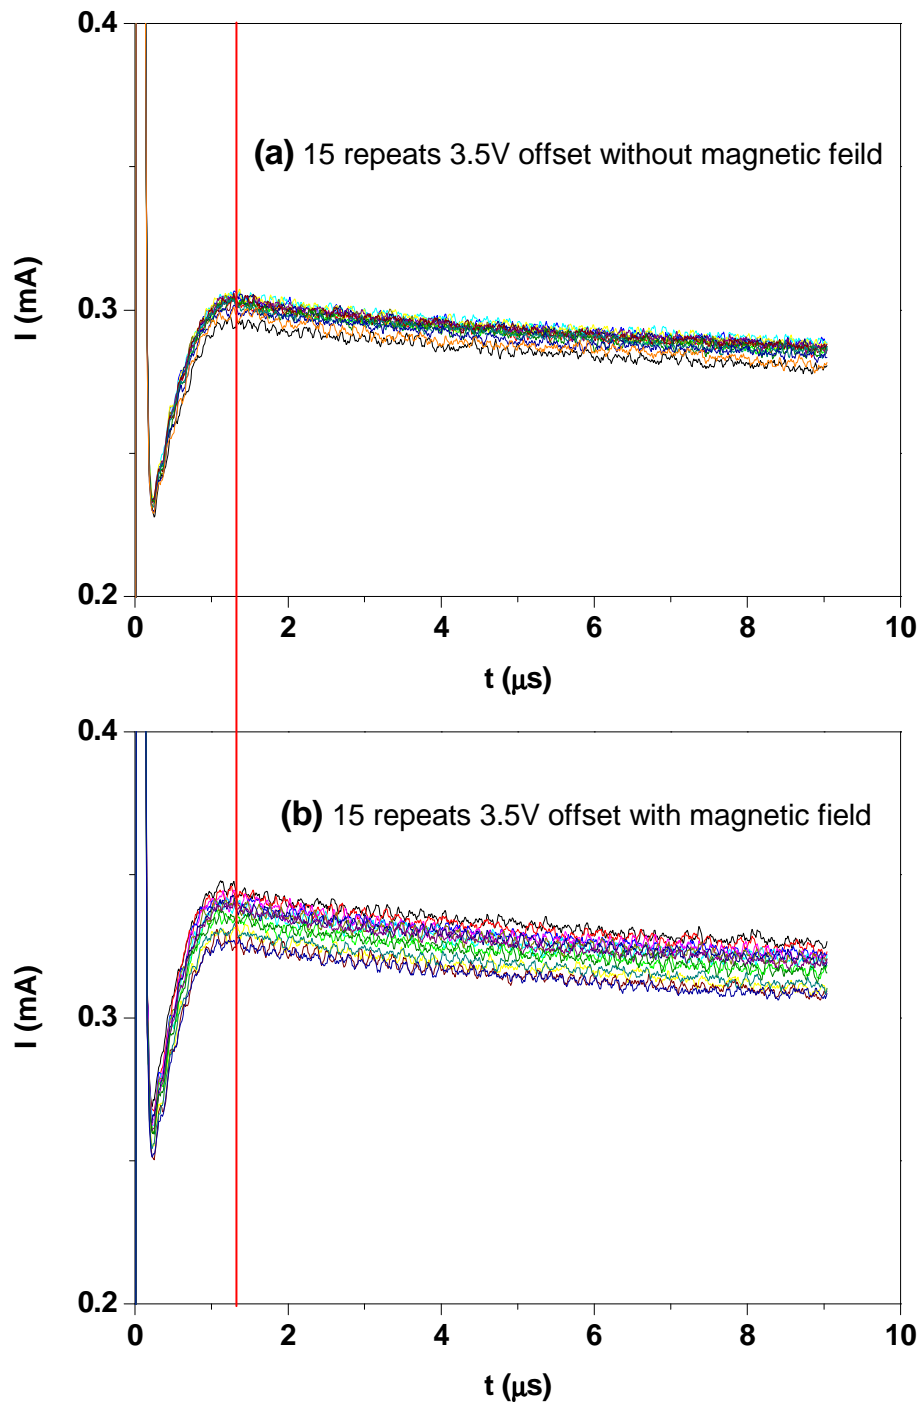 0.4
(a) 15 repeats 3.5V offset without magnetic feild
I (mA)
0.3
0.2
0 2 4 6 8 10
t (μs)
0.4
(b) 15 repeats 3.5V offset with magnetic field
I (mA)
0.3
0.2
0 2 4 6 8 10
t (μs)